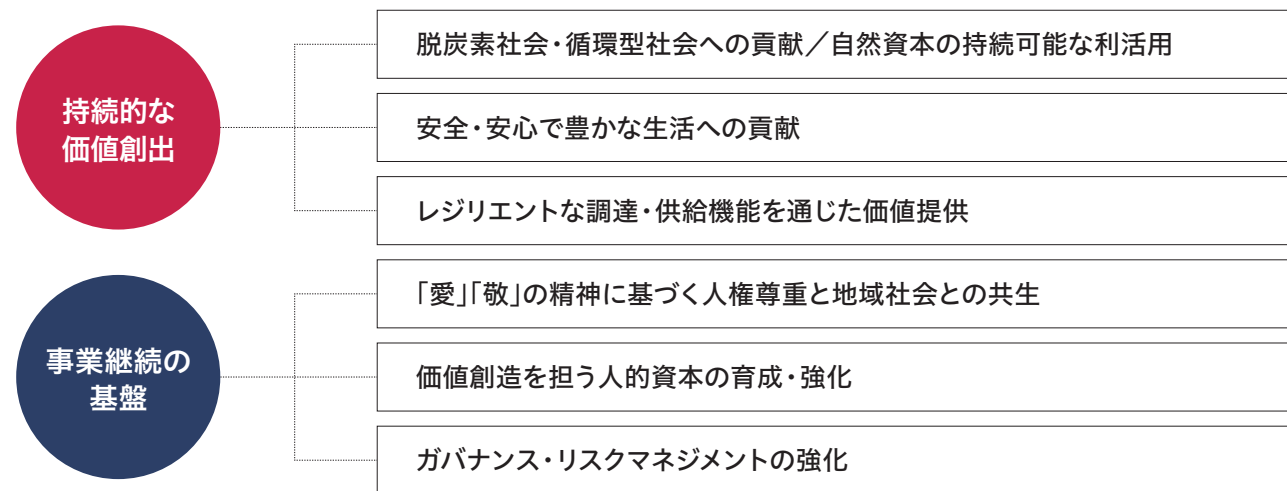 持続的な
価値創出
脱炭素社会・循環型社会への貢献／自然資本の持続可能な利活用
安全・安心で豊かな生活への貢献
レジリエントな調達・供給機能を通じた価値提供
事業継続の
基盤
「愛」「敬」の精神に基づく人権尊重と地域社会との共生
価値創造を担う人的資本の育成・強化
ガバナンス・リスクマネジメントの強化